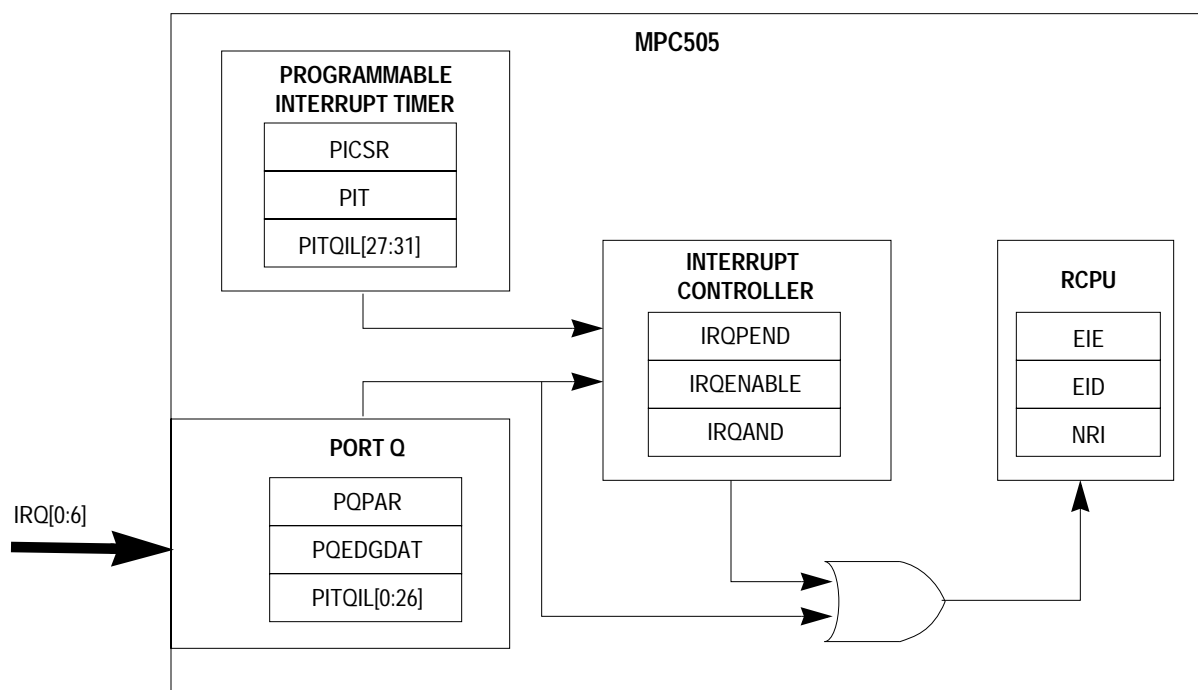 MPC505
PROGRAMMABLE
INTERRUPT TIMER
PICSR
PIT
PITQIL[27:31]
INTERRUPT
CONTROLLER
IRQPEND
IRQENABLE
IRQAND
RCPU
EIE
EID
NRI
PORT Q
PQPAR
PQEDGDAT
PITQIL[0:26]
IRQ[0:6]